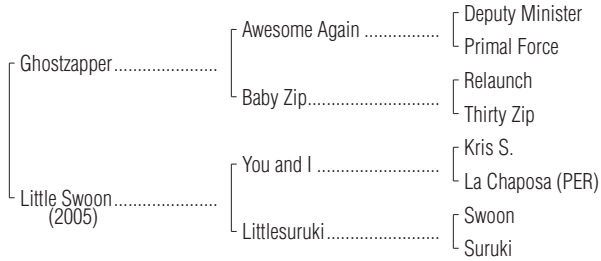 Deputy Minister
Awesome Again ................
Primal Force
Ghostzapper.....................
Relaunch
Baby Zip...........................
Thirty Zip
Kris S.
You and I .........................
La Chaposa (PER)
Little Swoon.....................
(2005)
Swoon
Littlesuruki.......................
Suruki